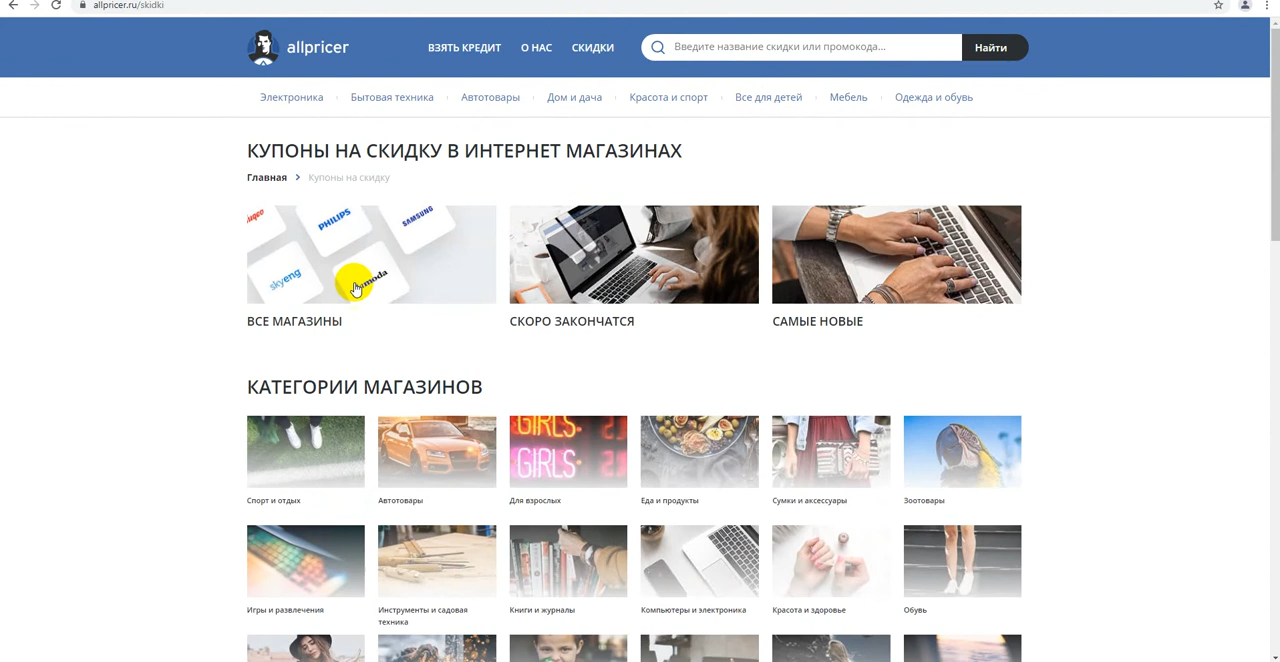 allpricer.ru/skidki
allpricer
ВЗЯТЬ КРЕДИТ
О НАС
СКИДКИ
Введите название скидки или промокода...
Найти
Электроника
Бытовая техника
Автотовары
Дом и дача
Красота и спорт
Все для детей
Мебель
Одежда и обувь
КУПОНЫ НА СКИДКУ В ИНТЕРНЕТ МАГАЗИНАХ
Главная > Купоны на скидку
PHILIPS
SAMSUNG
skyeng
ВСЕ МАГАЗИНЫ
СКОРО ЗАКОНЧАТСЯ
САМЫЕ НОВЫЕ
КАТЕГОРИИ МАГАЗИНОВ
GIRLS
GIRLS
Спорт и отдых
Автотовары
Для взрослых
Еда и продукты
Сумки и аксессуары
Зоотовары
Игры и развлечения
Инструменты и садовая
техника
Книги и журналы
Компьютеры и электроника
Красота и здоровье
Обувь